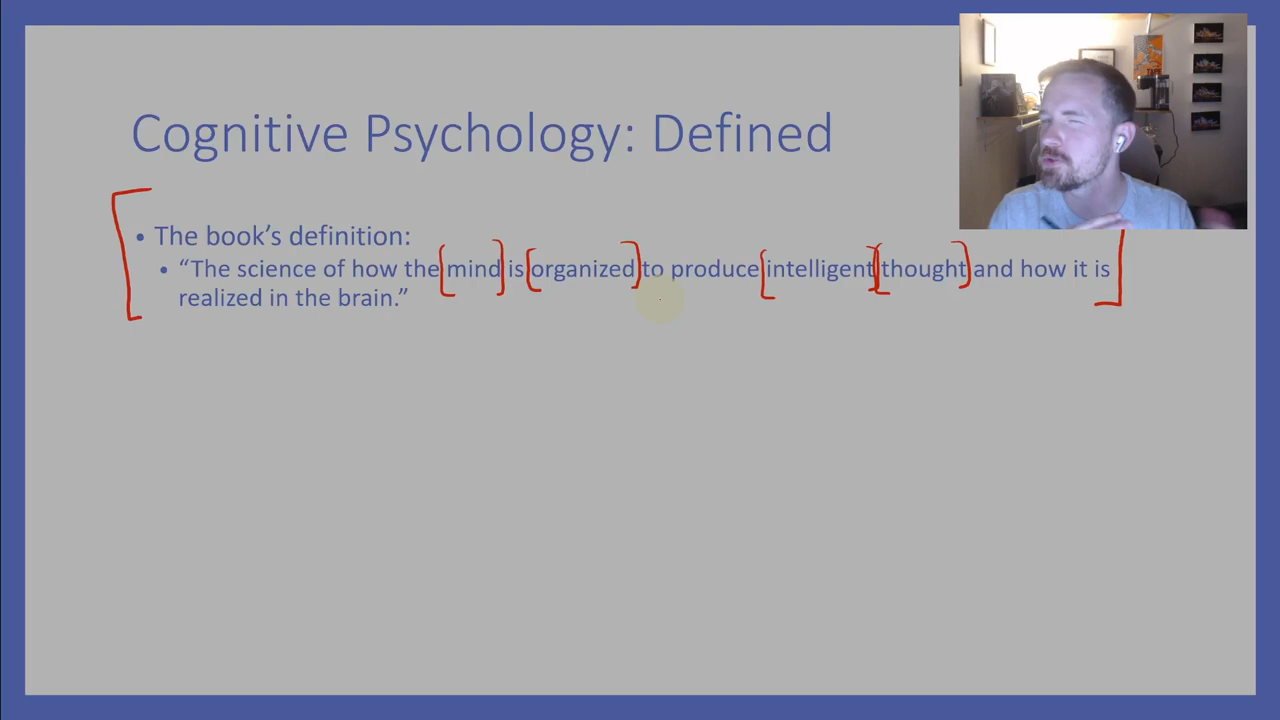 Cognitive Psychology: Defined
• The book’s definition:
• “The science of how the mind is organized to produce intelligent thought and how it is
realized in the brain.”